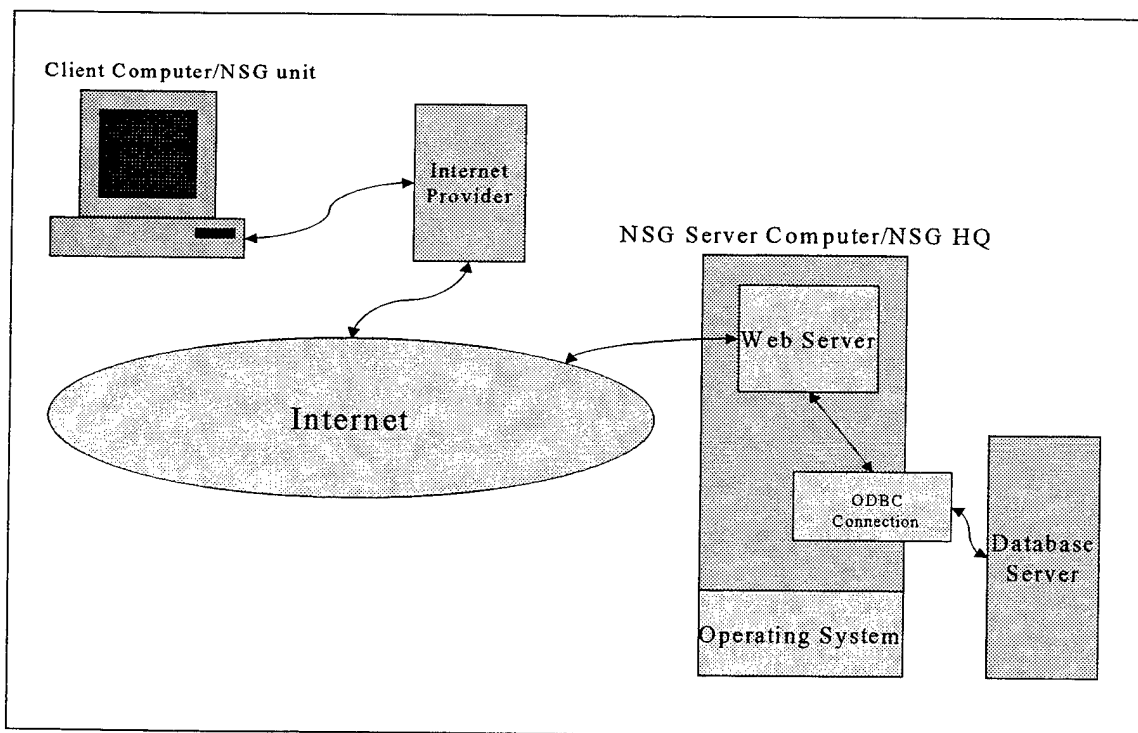 Client Computer/NSG unit
Internet
Provider
NSG Server Computer/NSG HQ
Web Server
Internet
ODBC
Connection
Database
Server
Operating System